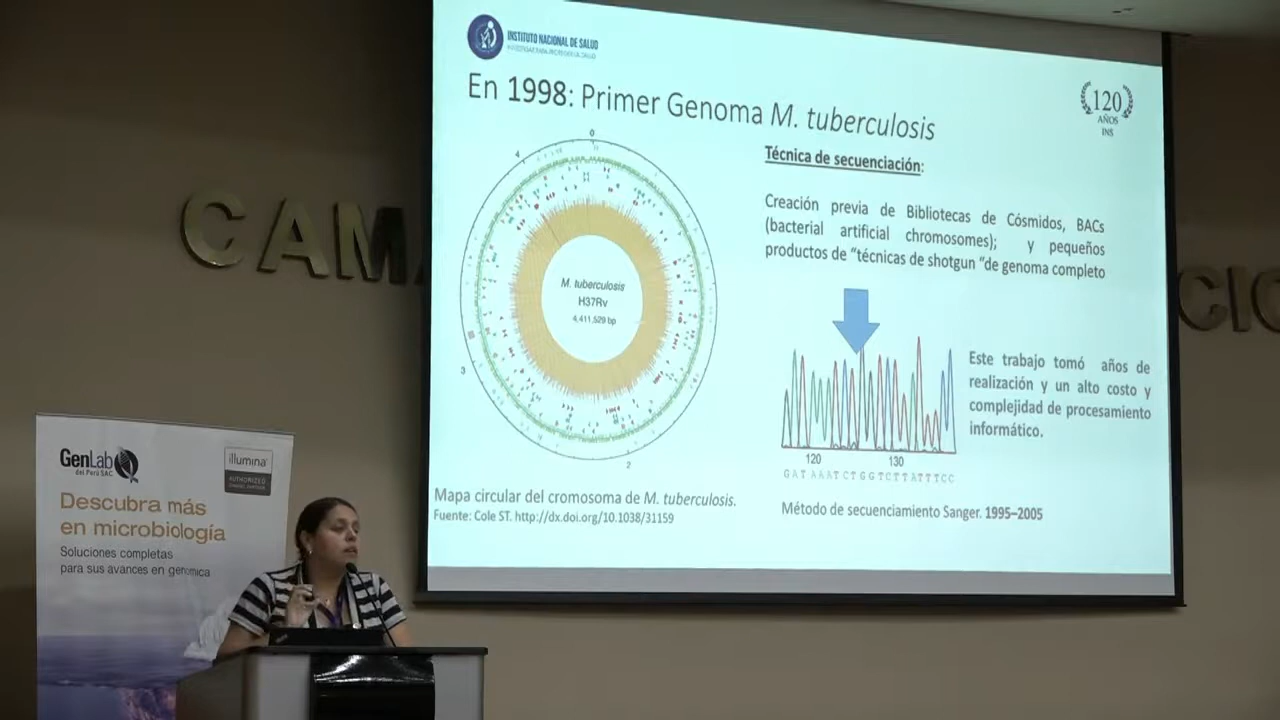 INSTITUTO NACIONAL DE SALUD
En 1998: Primer Genoma M. tuberculosis
120
AÑOS
INS
Técnica de secuenciación:
Creación previa de Bibliotecas de Cósmidos, BACs
(bacterial artificial chromosomes); y pequeños
productos de “técnicas de shotgun “de genoma completo
0
4
3
2
M. tuberculosis
H37Rv
4,411,529 bp
Este trabajo tomó años de
realización y un alto costo y
complejidad de procesamiento
informático.
120 130
GATAAATCTGGTCTTATTTCC
Mapa circular del cromosoma de M. tuberculosis.
Fuente: Cole ST. http://dx.doi.org/10.1038/31159
Método de secuenciamiento Sanger. 1995–2005
CAM
CIO
GenLab
del Perú SAC
illumina
AUTHORIZED
Descubra más
en microbiología
Soluciones completas
para sus avances en genómica